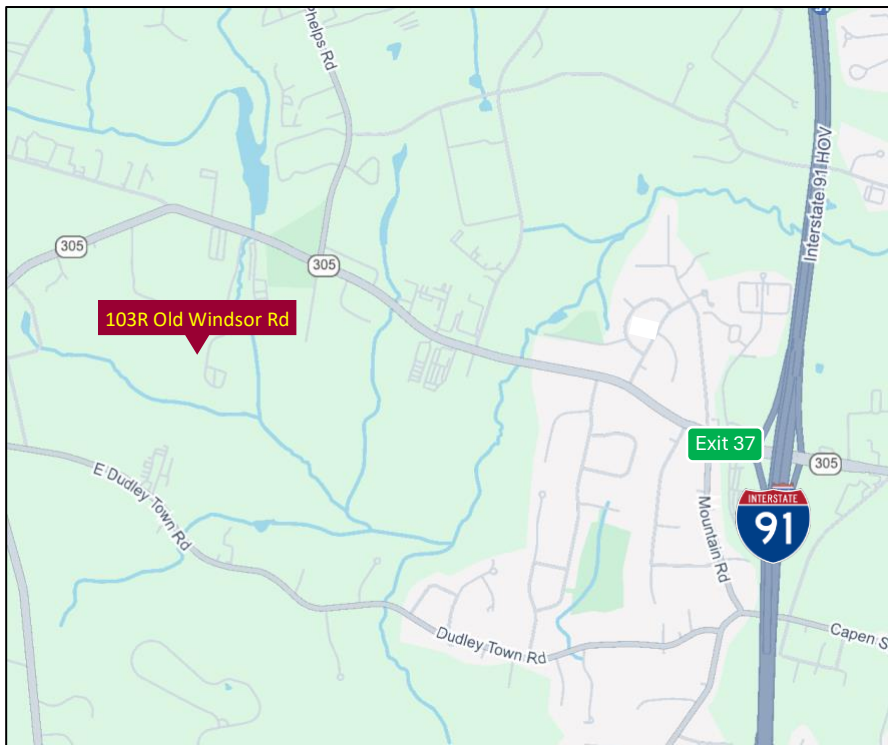 Phelps Rd
Interstate 91 HOV
305
305
103R Old Windsor Rd
Exit 37
305
E Dudley Town Rd
INTERSTATE
91
Mountain Rd
Dudley Town Rd
Capen S